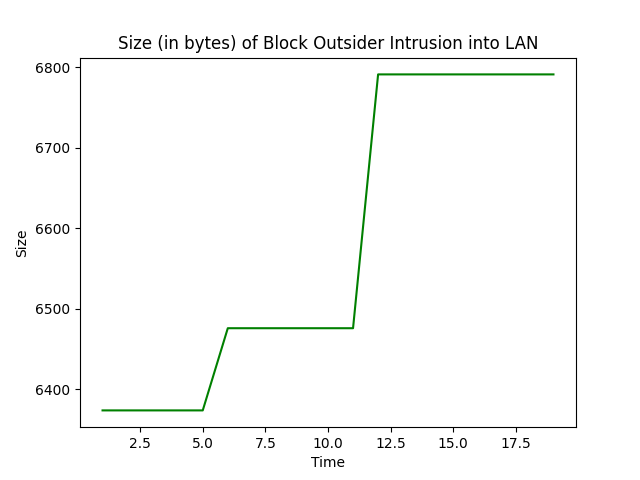 Size (in bytes) of Block Outsider Intrusion into LAN
6800
6700
6600
6500
6400
Size
2.5 5.0 7.5 10.0 12.5 15.0 17.5
Time